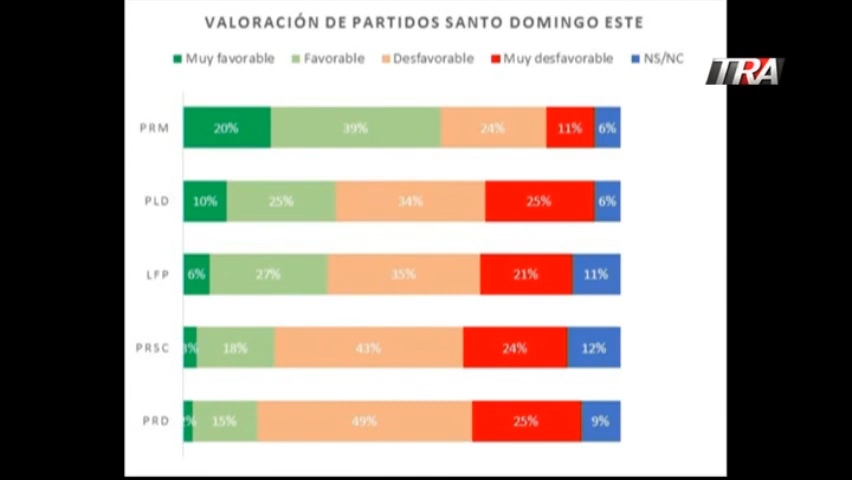 VALORACIÓN DE PARTIDOS SANTO DOMINGO ESTE
Muy favorable Favorable Desfavorable Muy desfavorable NS/NC
TRA
PRM 20% 39% 24% 11% 6%
PLD 10% 25% 34% 25% 6%
LFP 6% 27% 35% 21% 11%
PRSC 3% 18% 43% 24% 12%
PRD 2% 15% 49% 25% 9%